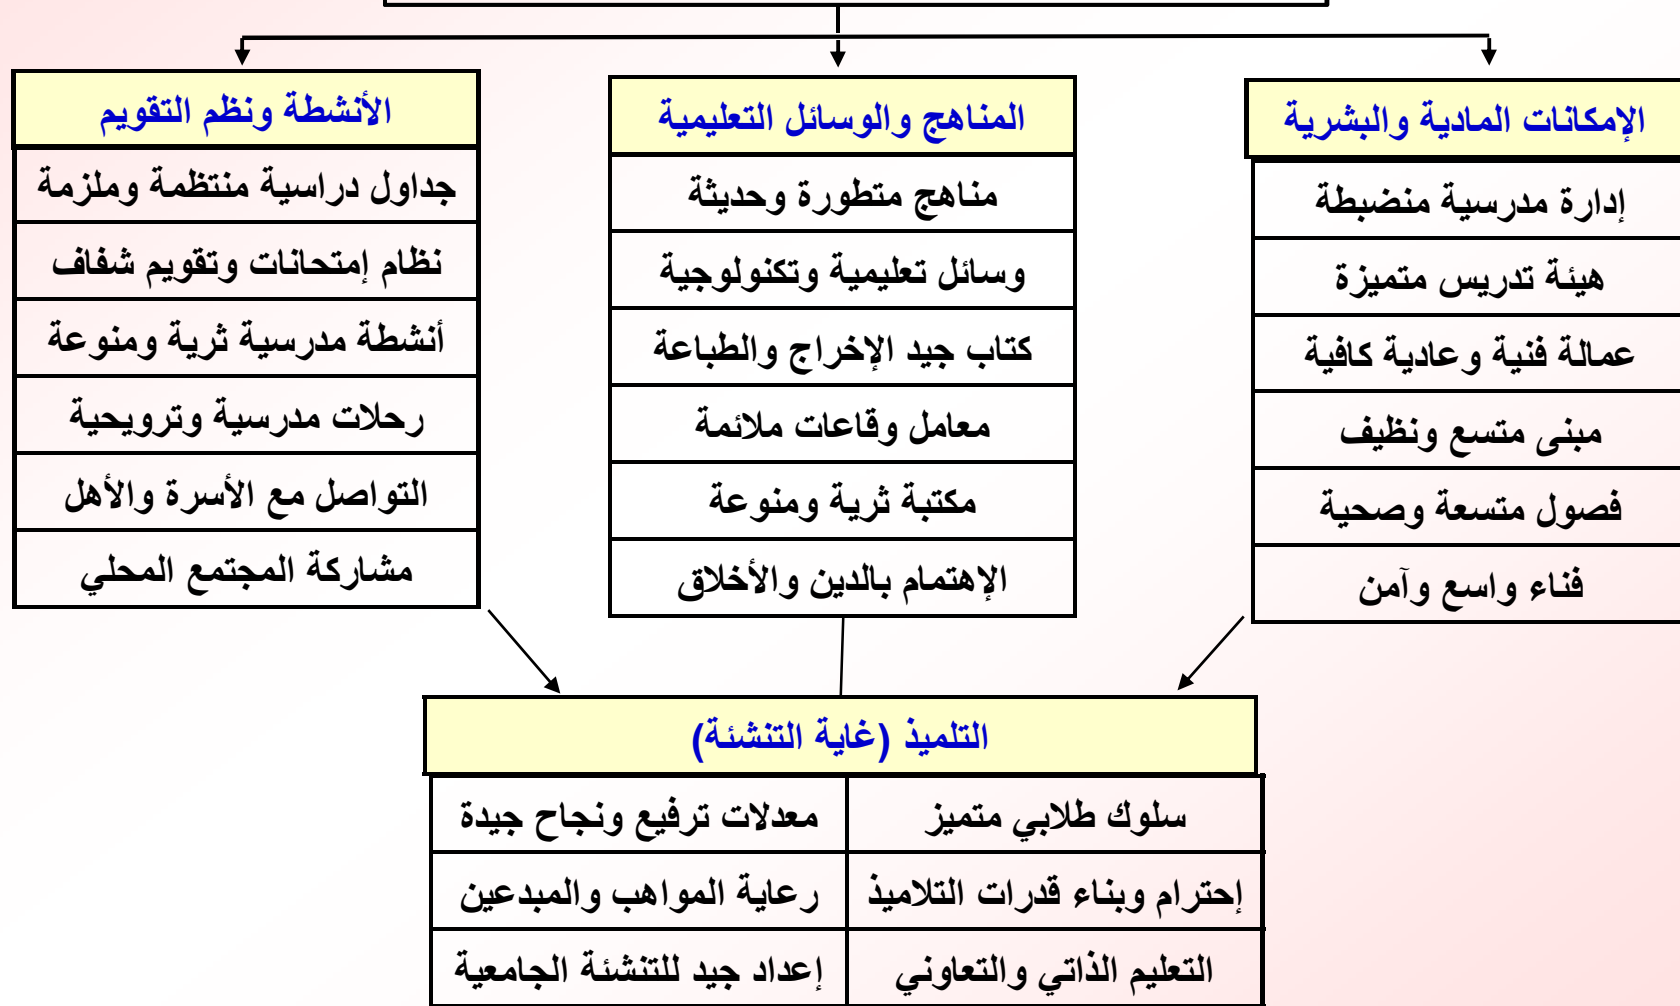 الإمكانات المادية والبشرية
إدارة مدرسية منضبطة
هيئة تدريس متميزة
عمالة فنية وعادية كافية
مبنى متسع ونظيف
فصول متسعة وصحية
فناء واسع وآمن
المناهج والوسائل التعليمية
مناهج متطورة وحديثة
وسائل تعليمية وتكنولوجية
كتاب جيد الإخراج والطباعة
معامل وقاعات ملائمة
مكتبة ثرية ومنوعة
الإهتمام بالدين والأخلاق
الأنشطة ونظم التقويم
جداول دراسية منتظمة وملزمة
نظام إمتحانات وتقويم شفاف
أنشطة مدرسية ثرية ومنوعة
رحلات مدرسية وترويحية
التواصل مع الأسرة والأهل
مشاركة المجتمع المحلي
التلميذ (غاية التنشئة)
سلوك طلابي متميز
معدلات ترفيع ونجاح جيدة
إحترام وبناء قدرات التلاميذ
رعاية المواهب والمبدعين
التعليم الذاتي والتعاوني
إعداد جيد للتنشئة الجامعية